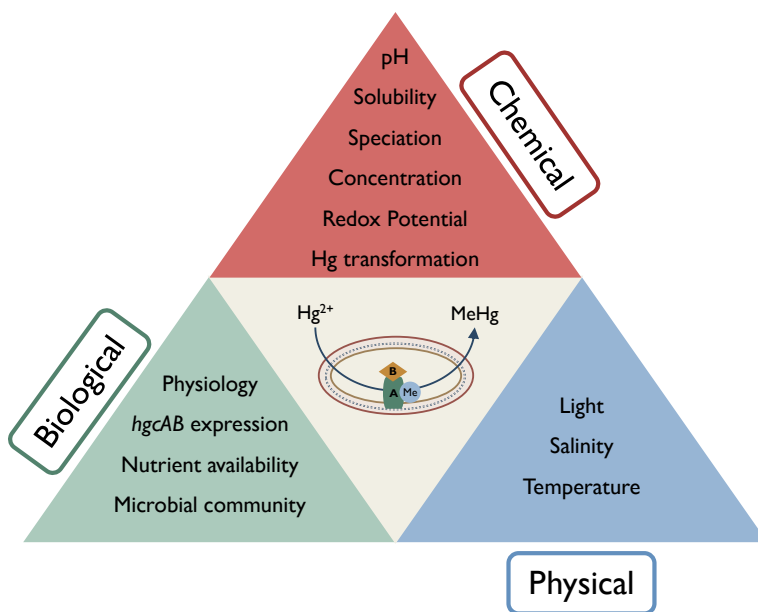 pH
Solubility
Speciation
Concentration
Redox Potential
Hg transformation
Chemical
Hg²⁺
MeHg
B
A
Me
Biological
Physiology
hgcAB expression
Nutrient availability
Microbial community
Light
Salinity
Temperature
Physical